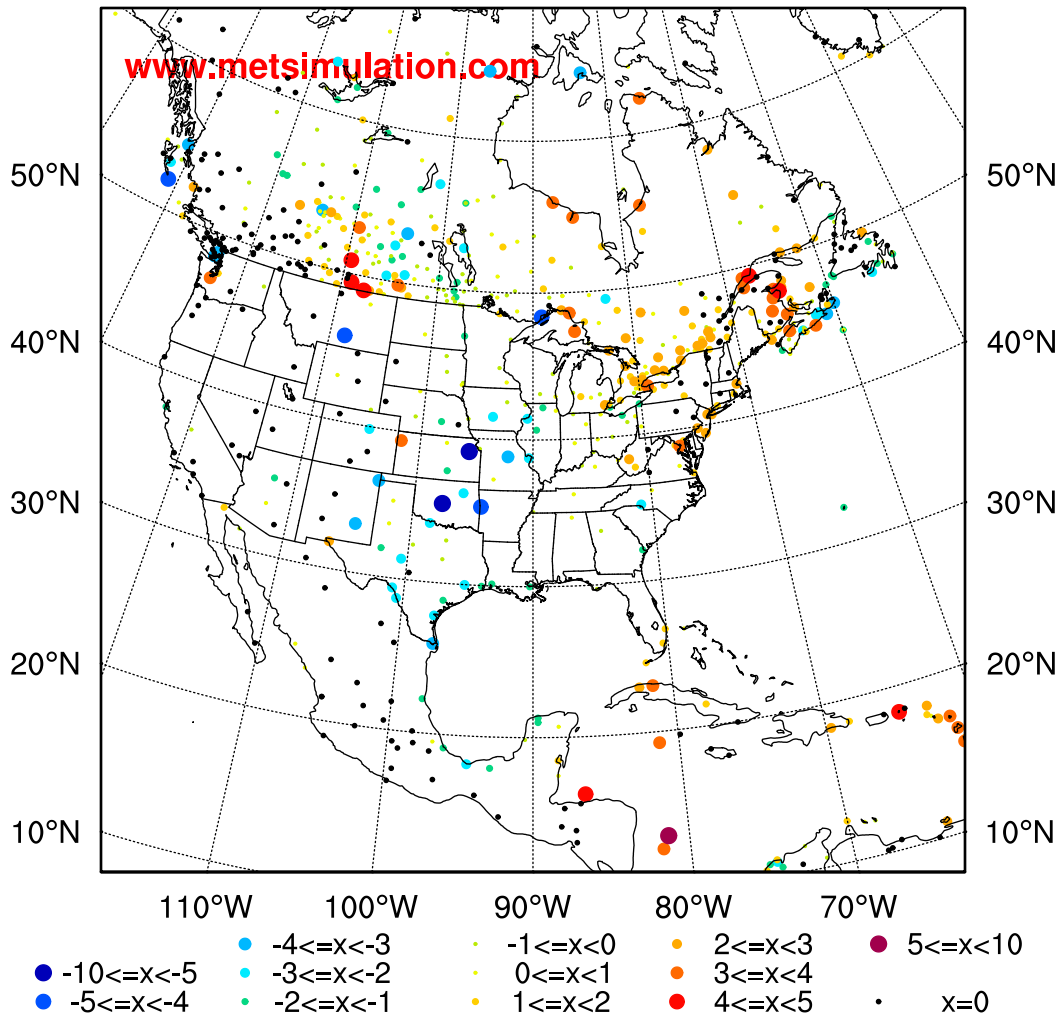 www.metsimulation.com
50°N 50°N
40°N 40°N
30°N 30°N
20°N 20°N
10°N 10°N
110°W 100°W 90°W 80°W 70°W
-4<=x<-3 -1<=x<0 2<=x<3 5<=x<10
-10<=x<-5 -3<=x<-2 0<=x<1 3<=x<4
-5<=x<-4 -2<=x<-1 1<=x<2 4<=x<5 x=0